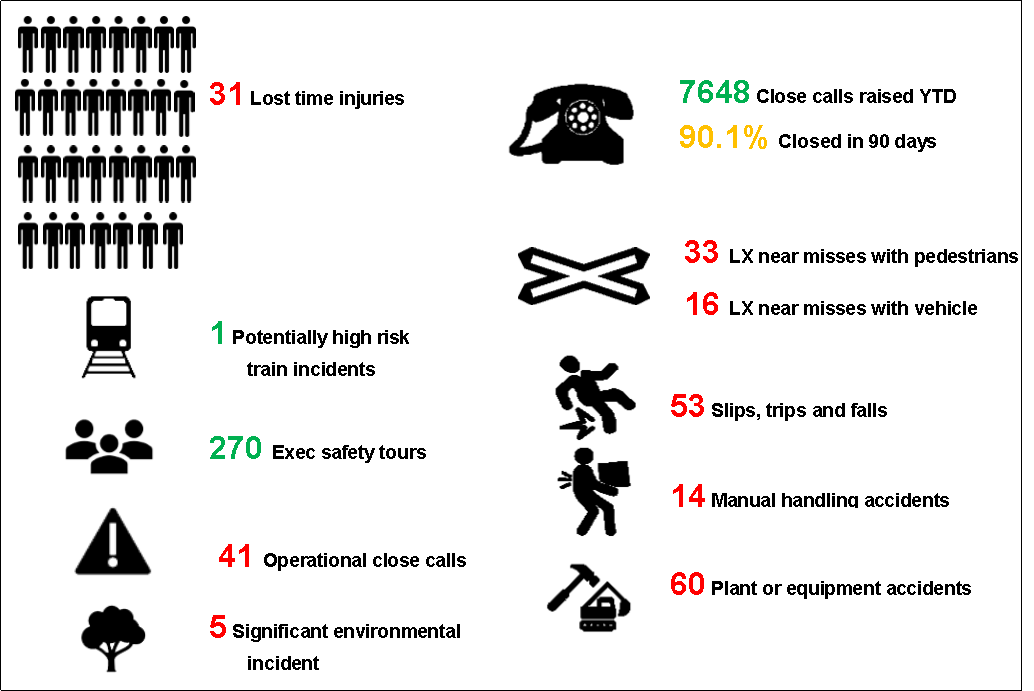 31 Lost time injuries
1 Potentially high risk
train incidents
270 Exec safety tours
41 Operational close calls
5 Significant environmental
incident
7648 Close calls raised YTD
90.1% Closed in 90 days
33 LX near misses with pedestrians
16 LX near misses with vehicle
53 Slips, trips and falls
14 Manual handling accidents
60 Plant or equipment accidents